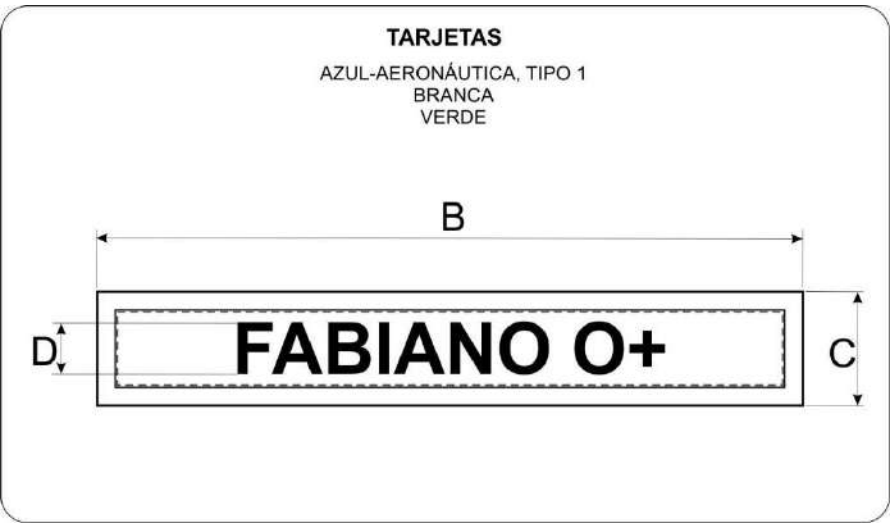 TARJETAS
AZUL-AERONÁUTICA, TIPO 1
BRANCA
VERDE
B
D
FABIANO O+
C